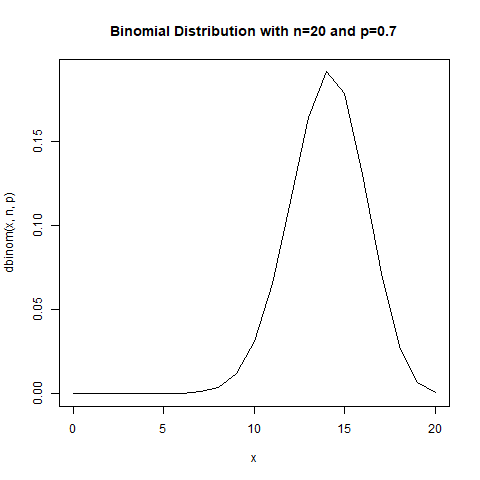 Binomial Distribution with n=20 and p=0.7
dbinom(x, n, p)
0.15
0.10
0.05
0.00
0 5 10 15 20
x